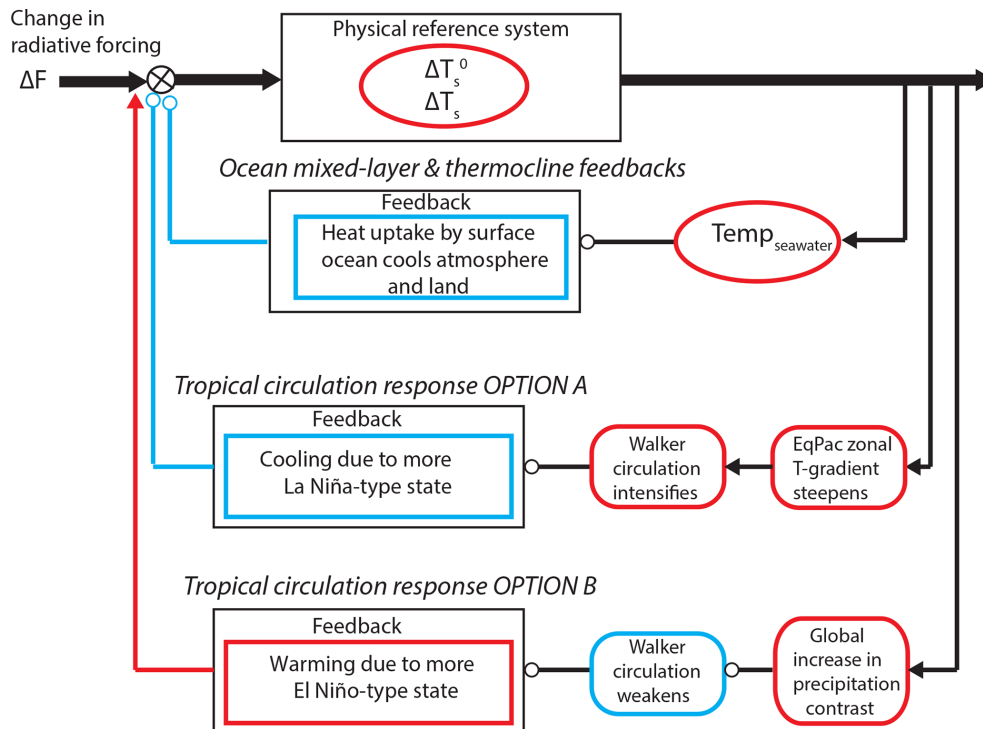 Change in
radiative forcing
ΔF
Physical reference system
ΔTₛ⁰
ΔTₛ
Ocean mixed-layer & thermocline feedbacks
Feedback
Heat uptake by surface
ocean cools atmosphere
and land
Temp seawater
Tropical circulation response OPTION A
Feedback
Cooling due to more
La Niña-type state
Walker
circulation
intensifies
EqPac zonal
T-gradient
steepens
Tropical circulation response OPTION B
Feedback
Warming due to more
El Niño-type state
Walker
circulation
weakens
Global
increase in
precipitation
contrast